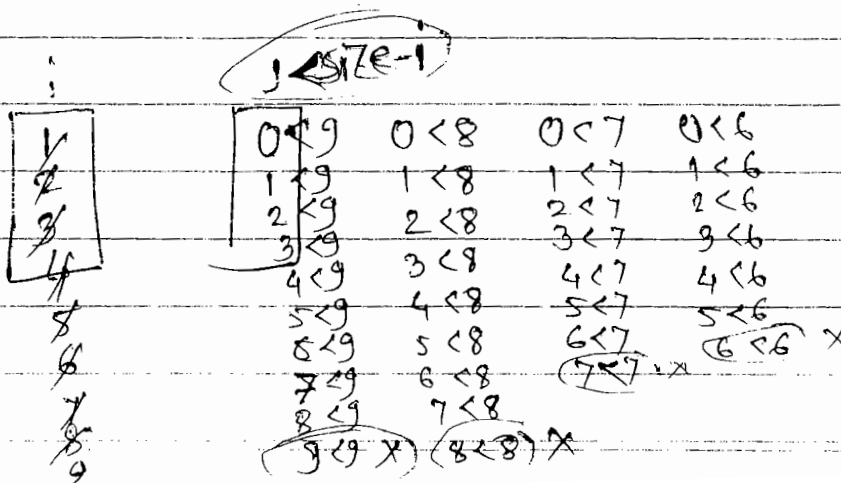 i
j < size-i
1 0<9 0<8 0<7 0<6
2 1<9 1<8 1<7 1<6
3 2<9 2<8 2<7 2<6
4 3<9 3<8 3<7 3<6
5 4<9 4<8 4<7 4<6
6 5<9 5<8 5<7 5<6
7 6<9 6<8 6<7 6<6 X
8 7<9 7<8 7<7 X
9 8<9 8<8 X
9<9 X